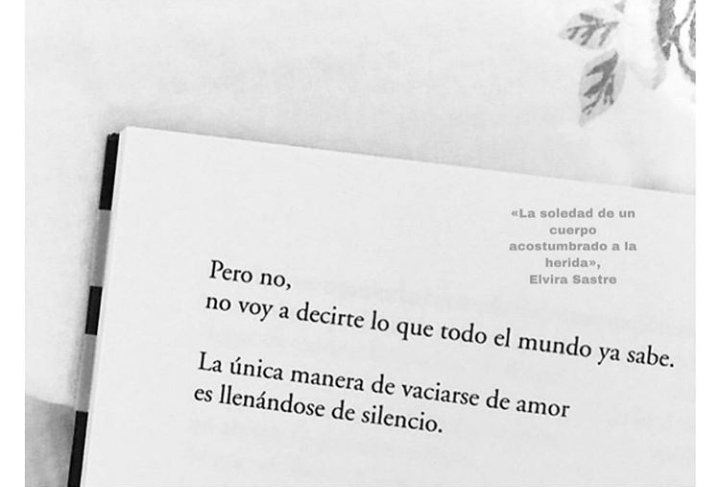 «La soledad de un
cuerpo
acostumbrado a la
herida»,
Elvira Sastre
Pero no,
no voy a decirte lo que todo el mundo ya sabe.
La única manera de vaciarse de amor
es llenándose de silencio.